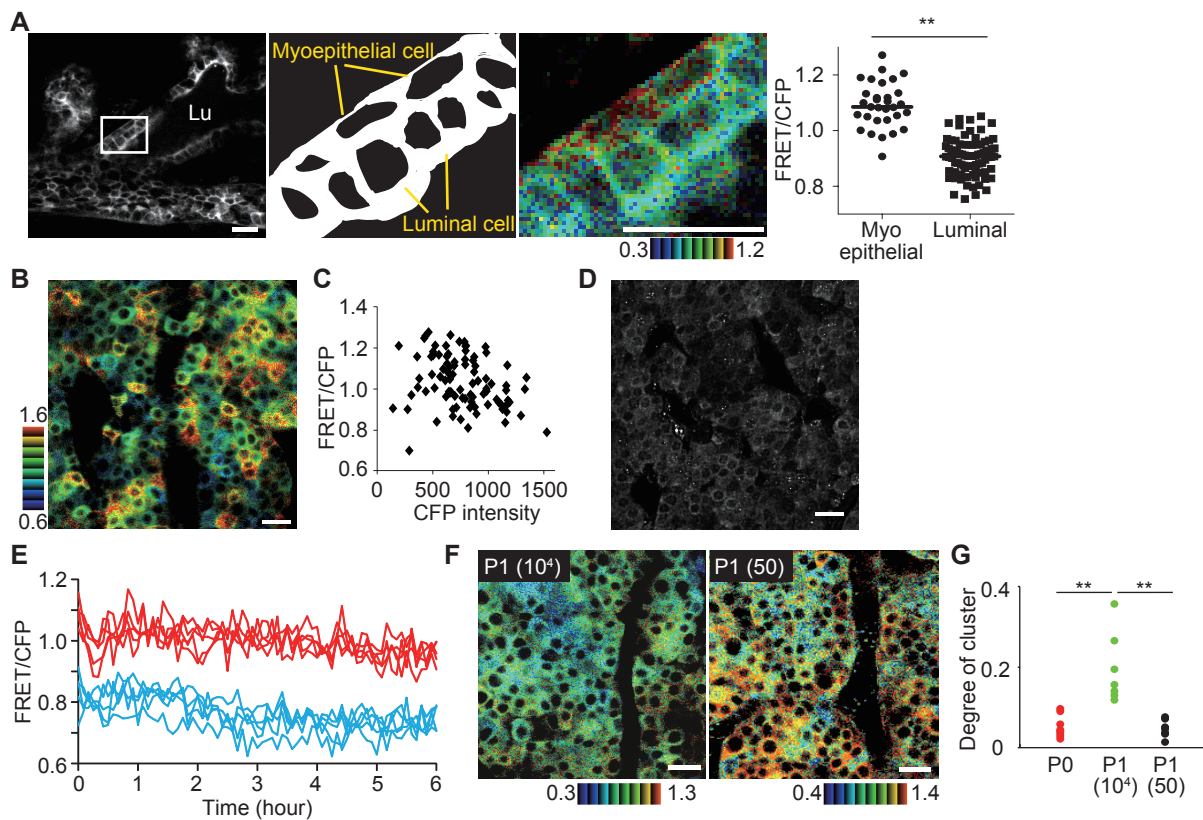 A
Lu
Myoepithelial cell
Luminal cell
0.3 1.2
**
FRET/CFP
1.2
1.0
0.8
Myo
epithelial
Luminal
B
1.6
0.6
C
FRET/CFP
1.4
1.2
1.0
0.8
0.6
0 500 1000 1500
CFP intensity
D
E
FRET/CFP
1.2
1.0
0.8
0.6
0 1 2 3 4 5 6
Time (hour)
F
P1 (10⁴)
0.3 1.3
P1 (50)
0.4 1.4
G
Degree of cluster
** **
0.4
0.2
0
P0 P1 P1
(10⁴) (50)